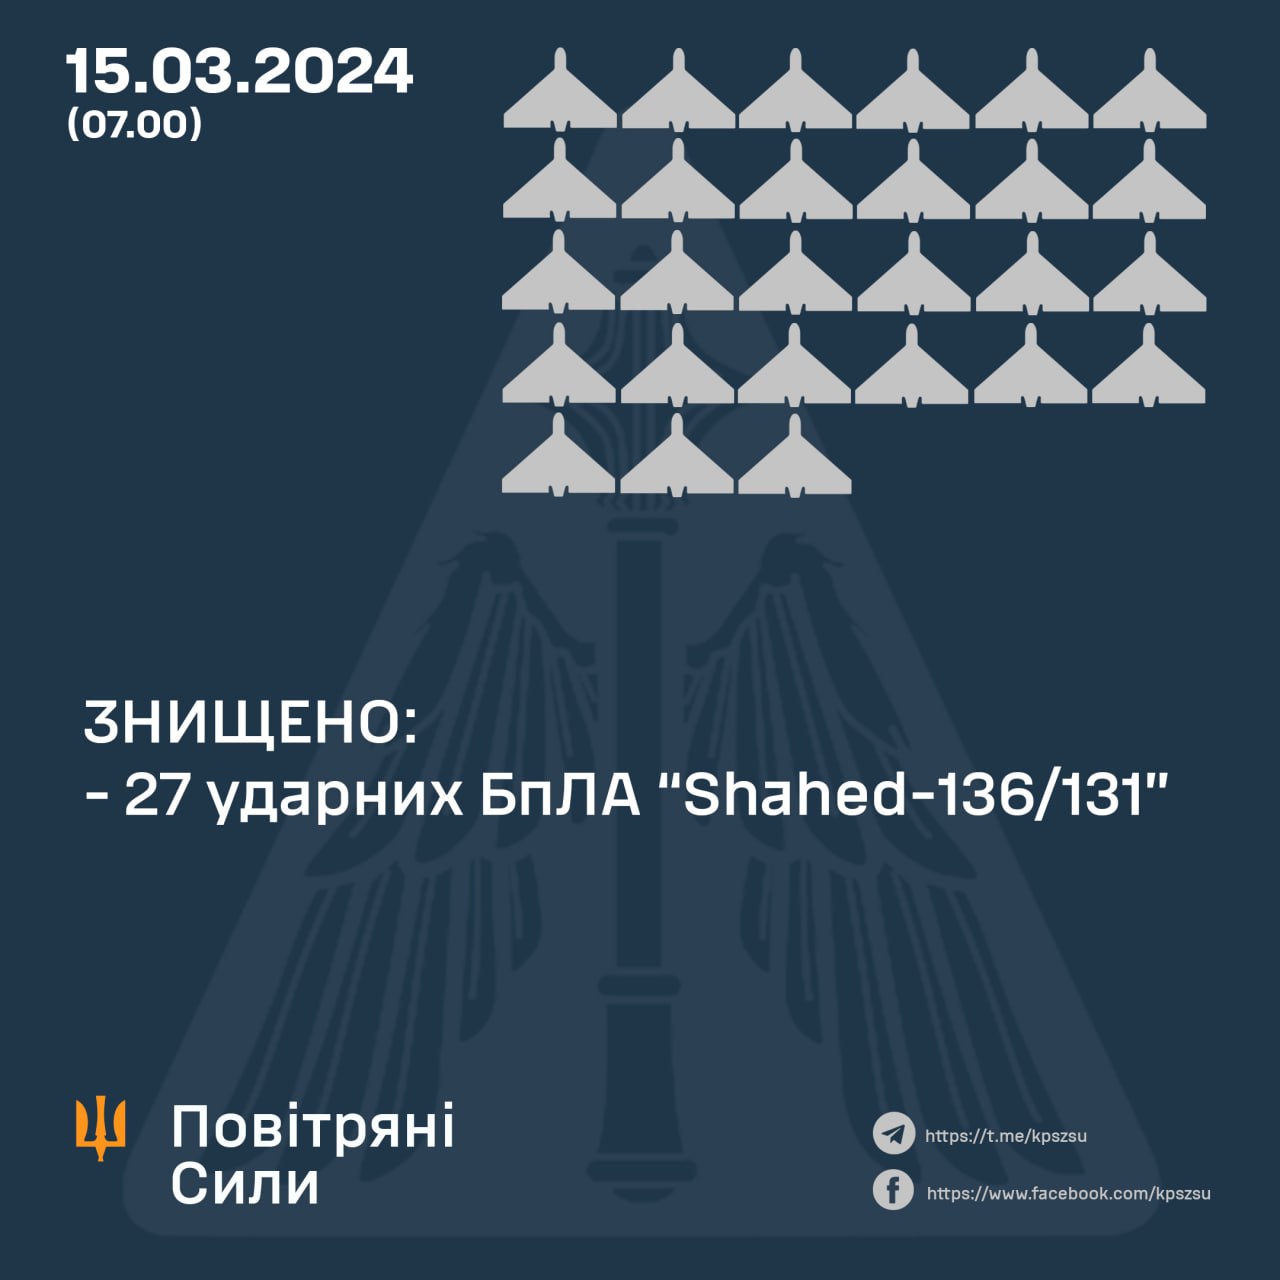 15.03.2024
(07.00)
ЗНИЩЕНО:
- 27 ударних БпЛА “Shahed-136/131”
Повітряні
Сили
https://t.me/kpszsu
https://www.facebook.com/kpszsu